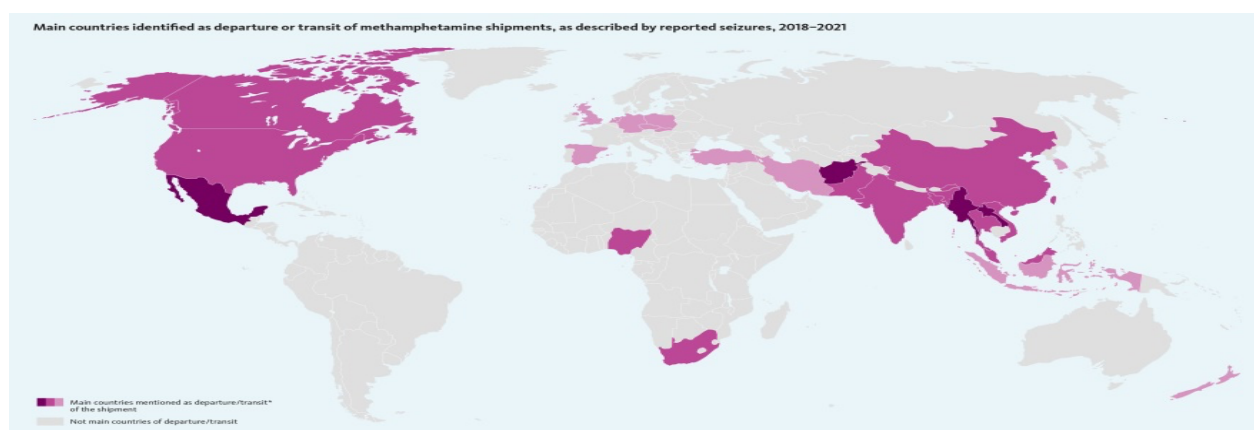 Main countries identified as departure or transit of methamphetamine shipments, as described by reported seizures, 2018–2021
Main countries mentioned as departure/transit*
of the shipment
Not main countries of departure/transit